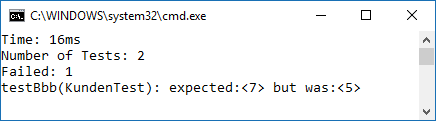 C:\WINDOWS\system32\cmd.exe
Time: 16ms
Number of Tests: 2
Failed: 1
testBbb(KundenTest): expected:<7> but was:<5>